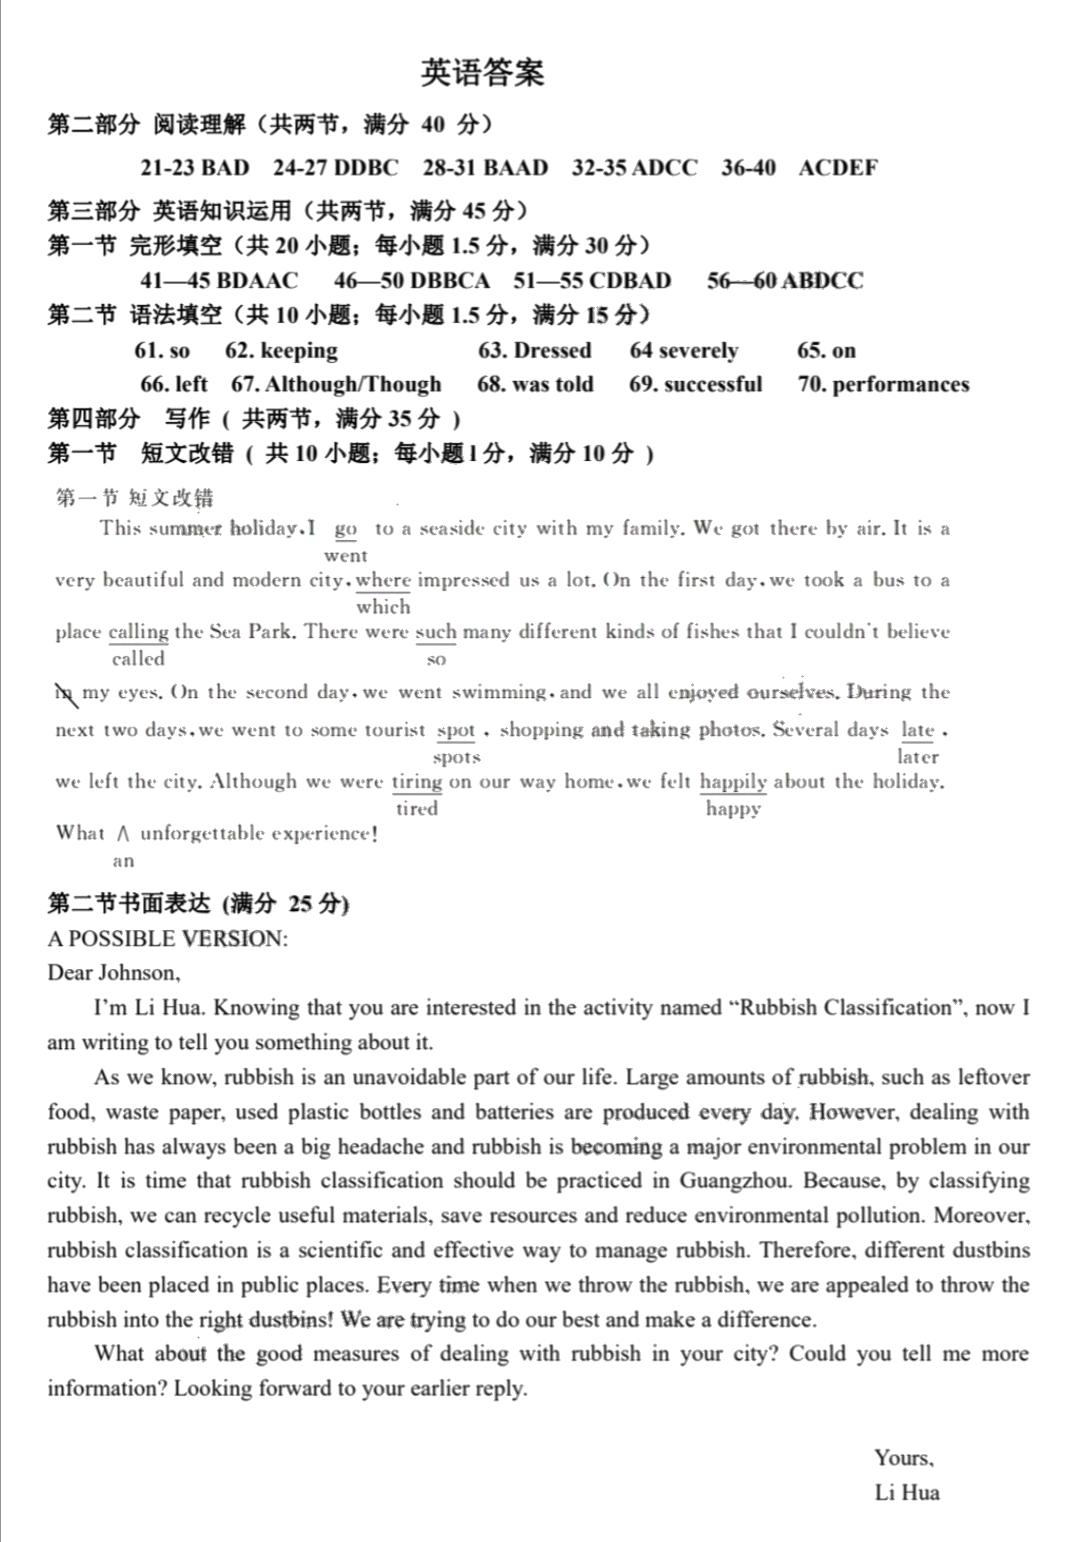 英语答案
第二部分 阅读理解（共两节，满分 40 分）
21-23 BAD 24-27 DDBC 28-31 BAAD 32-35 ADCC 36-40 ACDEF
第三部分 英语知识运用（共两节，满分 45 分）
第一节 完形填空（共 20 小题；每小题 1.5 分，满分 30 分）
41—45 BDAAC 46—50 DBBCA 51—55 CDBAD 56—60 ABDCC
第二节 语法填空（共 10 小题；每小题 1.5 分，满分 15 分）
61. so 62. keeping 63. Dressed 64 severely 65. on
66. left 67. Although/Though 68. was told 69. successful 70. performances
第四部分 写作 ( 共两节，满分 35 分 )
第一节 短文改错 ( 共 10 小题；每小题 l 分，满分 10 分 )
第一节 短文改错
This summer holiday,I go to a seaside city with my family. We got there by air. It is a
went
very beautiful and modern city,where impressed us a lot. On the first day,we took a bus to a
which
place calling the Sea Park. There were such many different kinds of fishes that I couldn't believe
called so
in my eyes. On the second day,we went swimming,and we all enjoyed ourselves. During the
next two days,we went to some tourist spot , shopping and taking photos. Several days late ,
spots later
we left the city. Although we were tiring on our way home,we felt happily about the holiday.
tired happy
What ∧ unforgettable experience!
an
第二节书面表达 (满分 25 分)
A POSSIBLE VERSION:
Dear Johnson,
I'm Li Hua. Knowing that you are interested in the activity named “Rubbish Classification”, now I
am writing to tell you something about it.
As we know, rubbish is an unavoidable part of our life. Large amounts of rubbish, such as leftover
food, waste paper, used plastic bottles and batteries are produced every day. However, dealing with
rubbish has always been a big headache and rubbish is becoming a major environmental problem in our
city. It is time that rubbish classification should be practiced in Guangzhou. Because, by classifying
rubbish, we can recycle useful materials, save resources and reduce environmental pollution. Moreover,
rubbish classification is a scientific and effective way to manage rubbish. Therefore, different dustbins
have been placed in public places. Every time when we throw the rubbish, we are appealed to throw the
rubbish into the right dustbins! We are trying to do our best and make a difference.
What about the good measures of dealing with rubbish in your city? Could you tell me more
information? Looking forward to your earlier reply.
Yours,
Li Hua